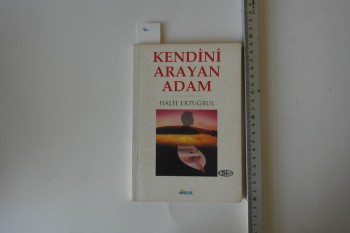 KENDİNİ
ARAYAN
ADAM
HALİT ERTUĞRUL